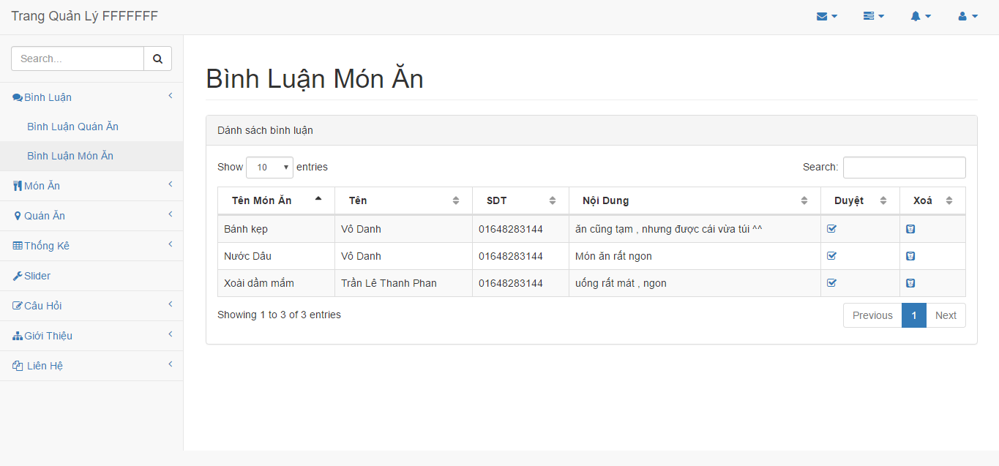 Trang Quản Lý FFFFFFF
Search...
Bình Luận
Bình Luận Quán Ăn
Bình Luận Món Ăn
Món Ăn
Quán Ăn
Thống Kê
Slider
Câu Hỏi
Giới Thiệu
Liên Hệ
Bình Luận Món Ăn
Dánh sách bình luận
Show 10 entries Search:
Tên Món Ăn Tên SDT Nội Dung Duyệt Xoá
Bánh kẹp Vô Danh 01648283144 ăn cũng tạm , nhưng được cái vừa túi ^^
Nước Dâu Vô Danh 01648283144 Món ăn rất ngon
Xoài dầm mắm Trần Lê Thanh Phan 01648283144 uống rất mát , ngon
Showing 1 to 3 of 3 entries Previous 1 Next